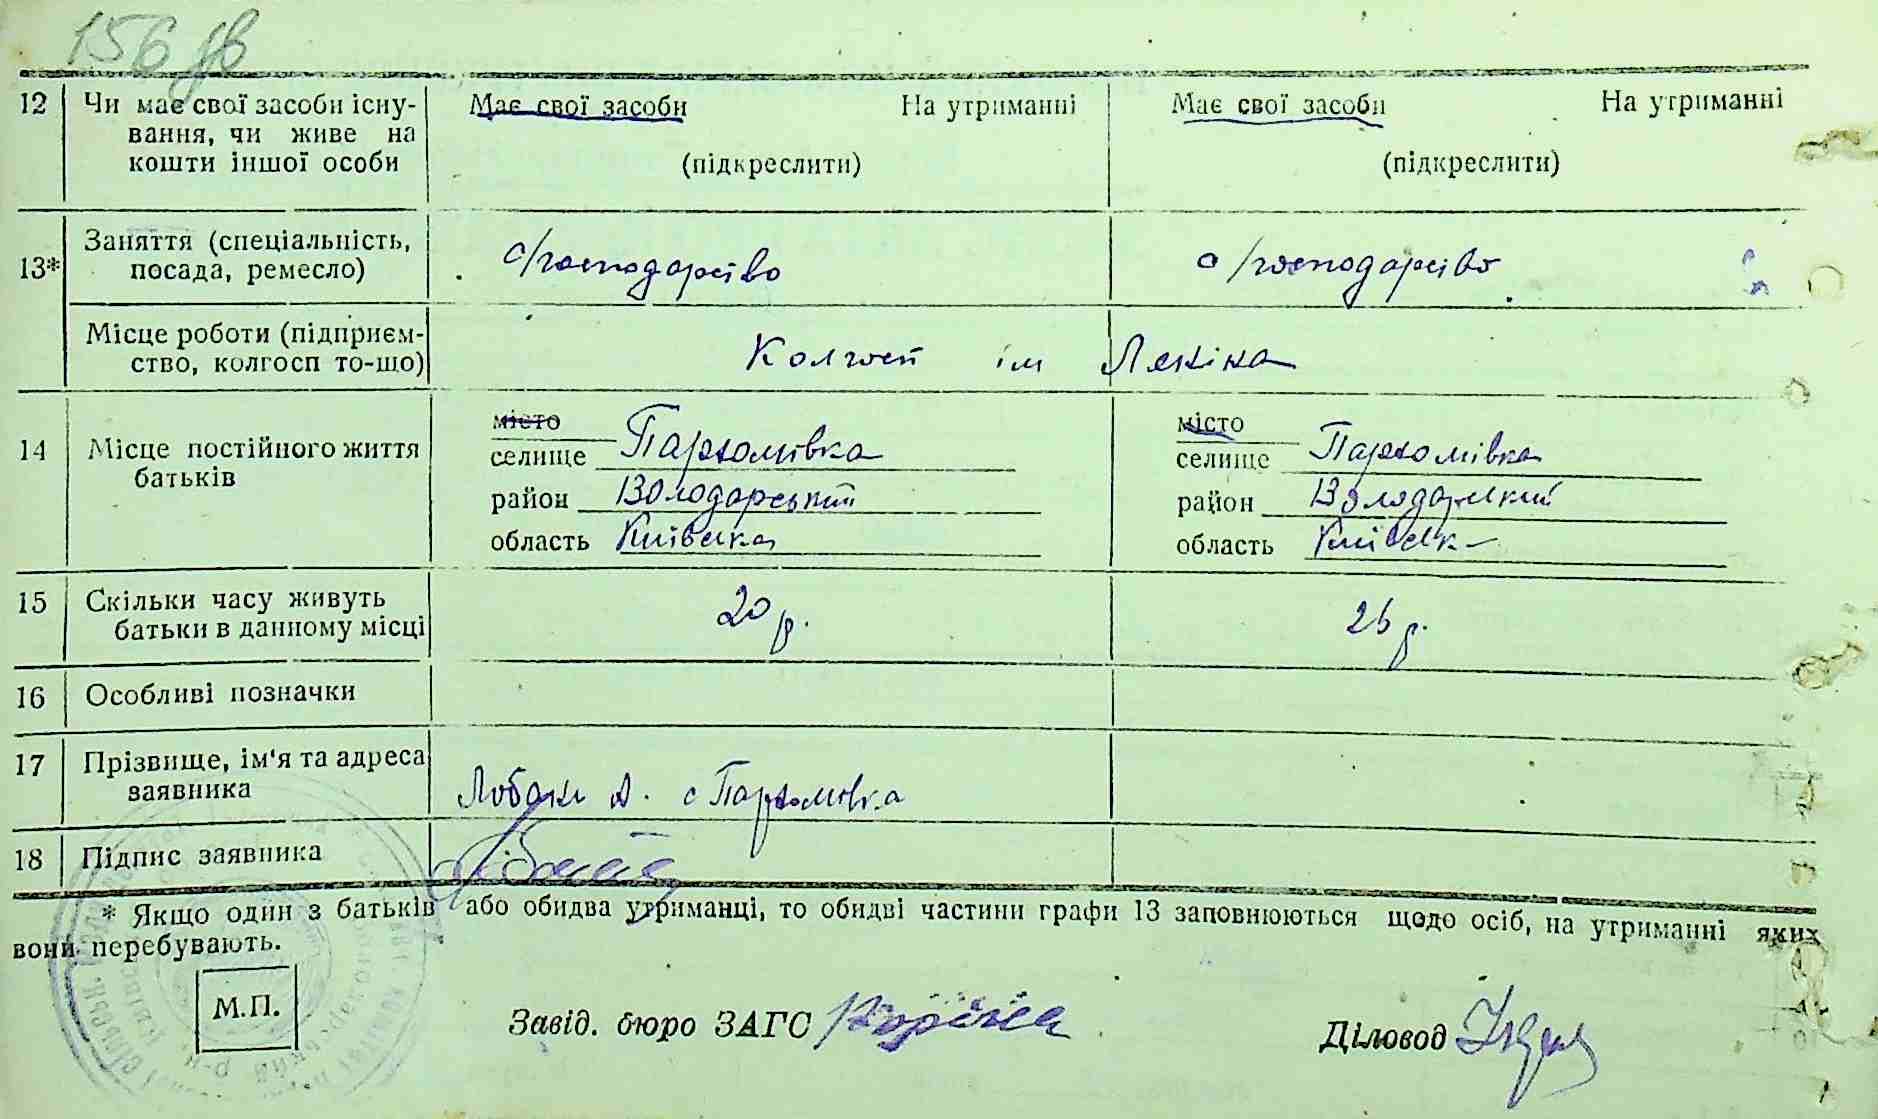 156 зв
12 Чи має свої засоби існу- Має свої засоби На утриманні Має свої засоби На утриманні
вання, чи живе на
кошти іншої особи (підкреслити) (підкреслити)
13* Заняття (спеціальність,
посада, ремесло) с/господарство с/господарство
Місце роботи (підприєм-
ство, колгосп то-що) Колгосп ім Леніна
14 Місце постійного життя
батьків
місто місто
селище Пархомівка селище Пархомівка
район Володарський район Володарський
область Київська область Київськ
15 Скільки часу живуть
батьки в данному місці 20 р. 26 р.
16 Особливі позначки
17 Прізвище, ім'я та адреса
заявника А. с Пархомівка
18 Підпис заявника
* Якщо один з батьків або обидва утриманці, то обидві частини графи 13 заповнюються щодо осіб, на утриманні яких
вони перебувають.
М.П.
Завід. бюро ЗАГС Діловод